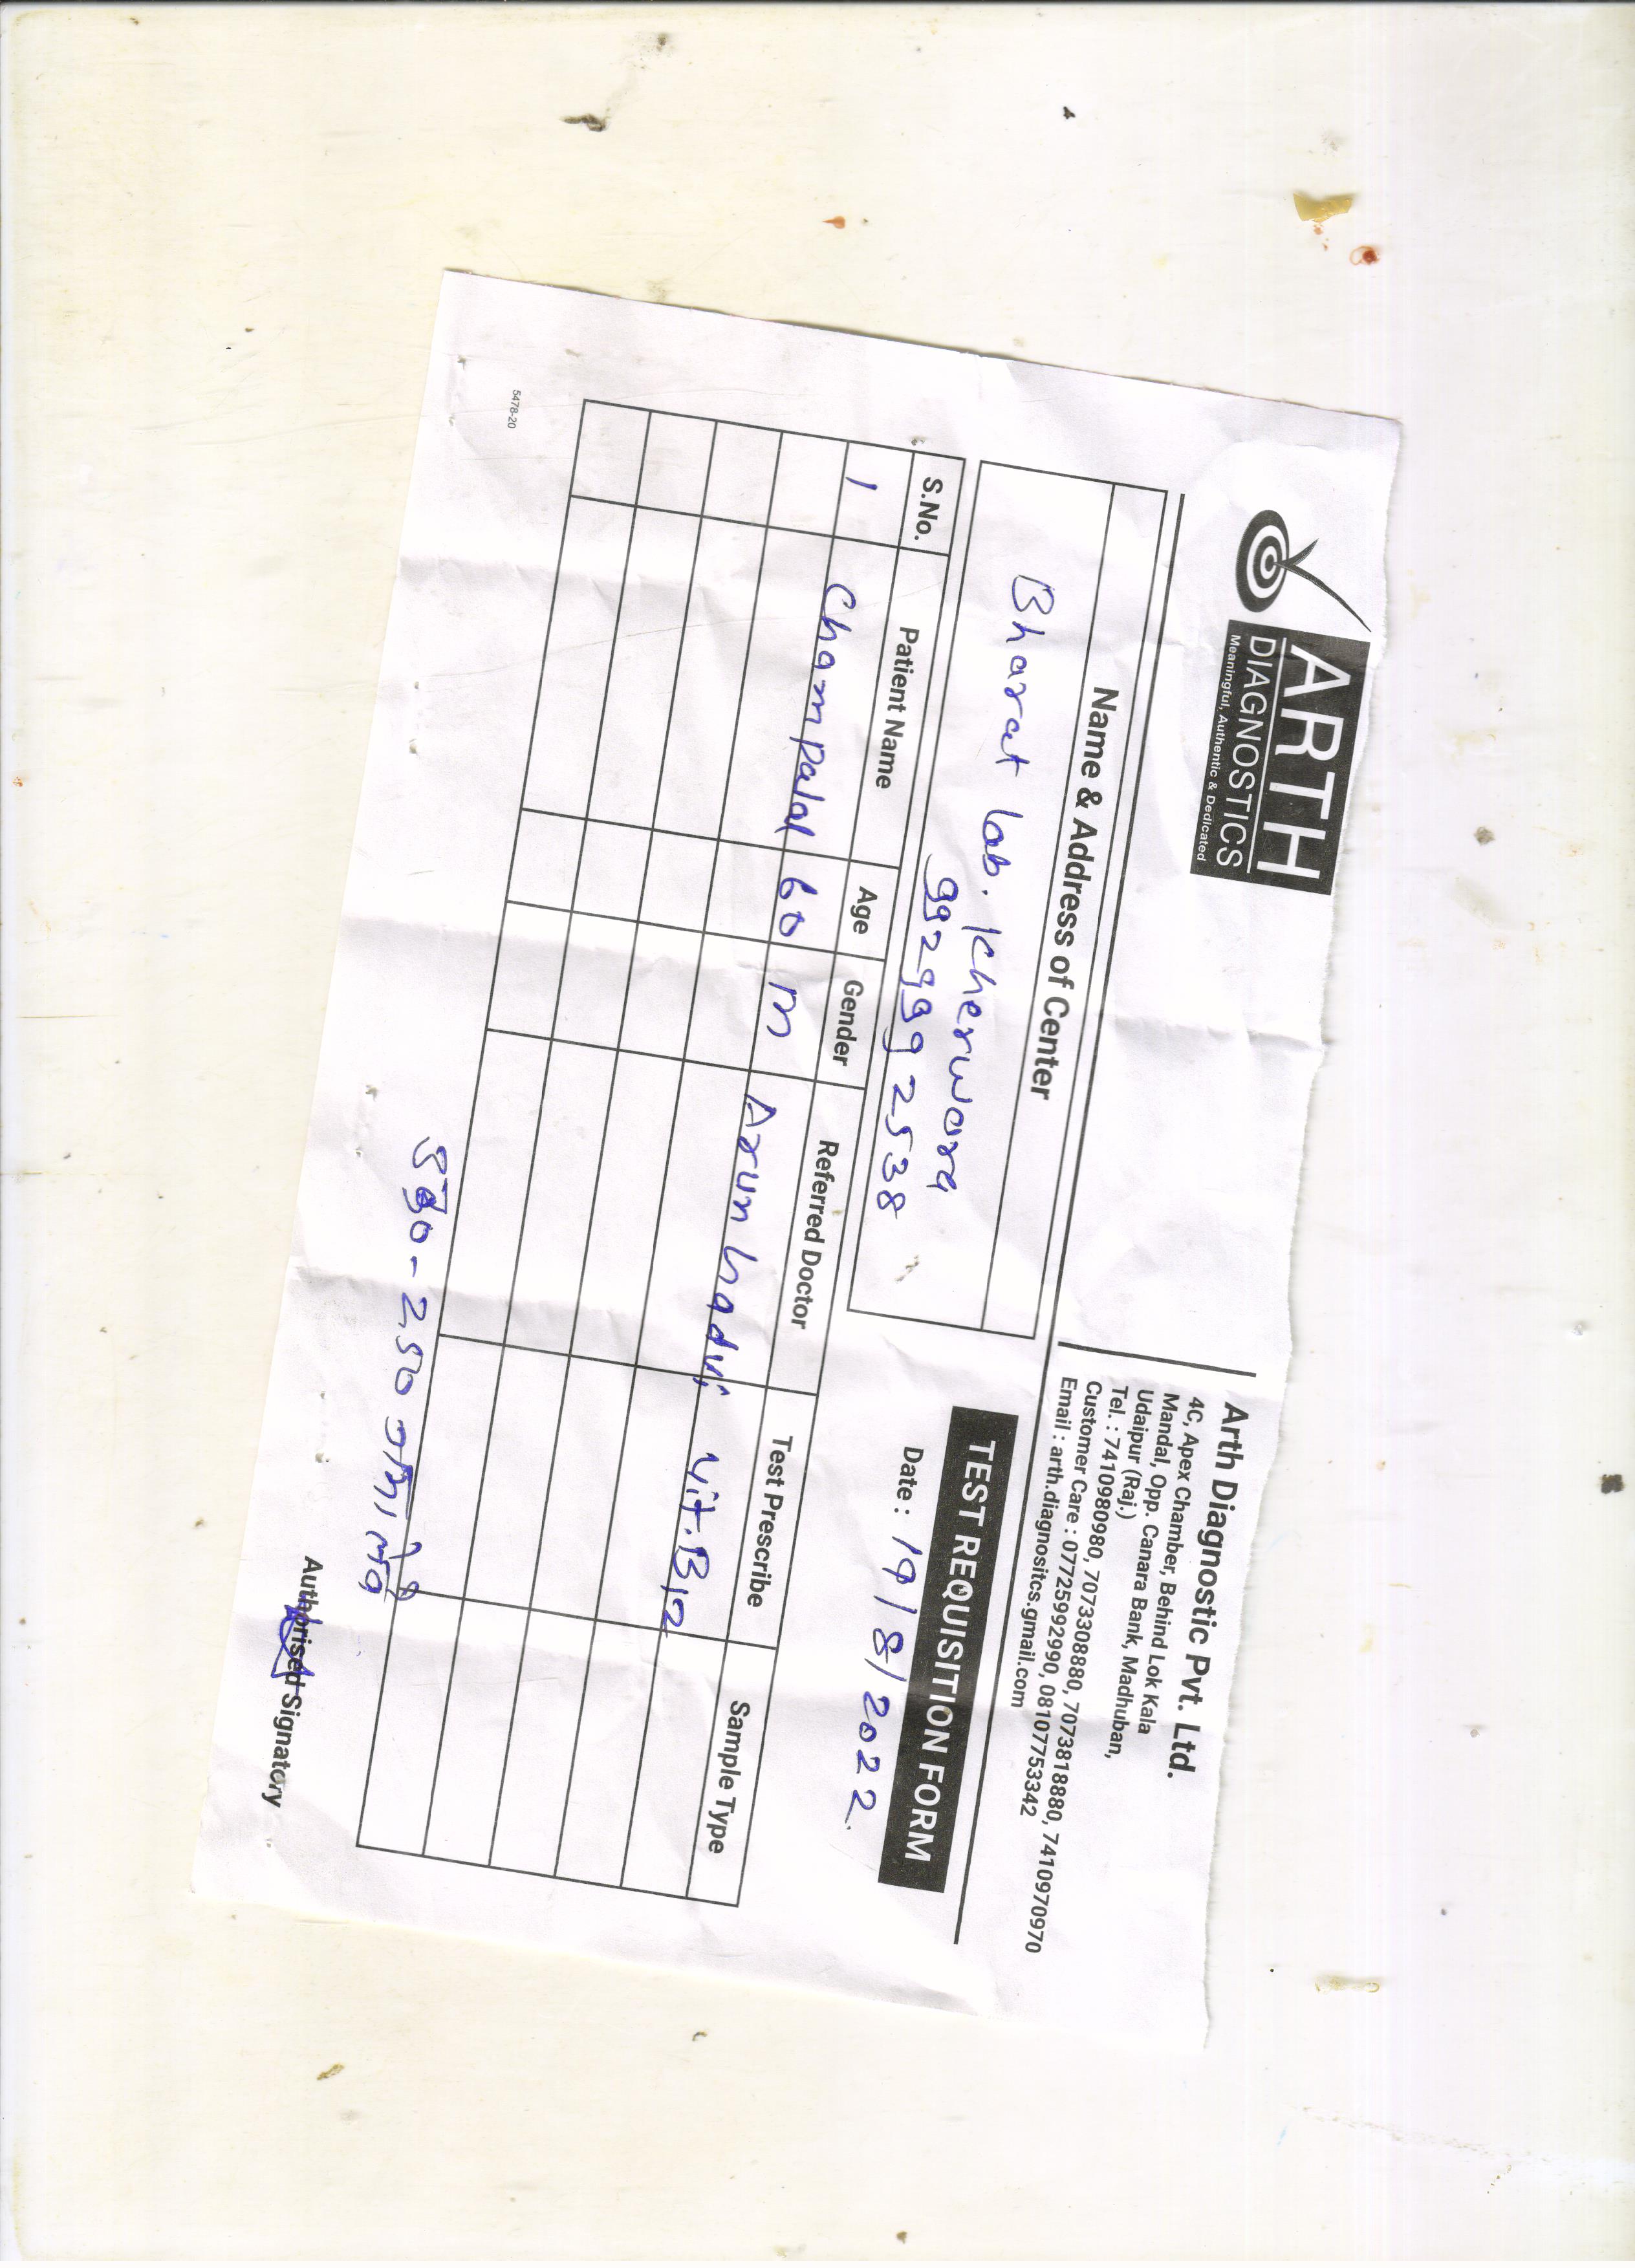 ARTH
DIAGNOSTICS
Meaningful, Authentic & Dedicated
Arth Diagnostic Pvt. Ltd.
4C, Apex Chamber, Behind Lok Kala
Mandal, Opp. Canara Bank, Madhuban,
Udaipur (Raj.)
Tel. : 7410980980, 7073308880, 7073818880, 7410970970
Customer Care : 07725992990, 08107753342
Email : arth.diagnositcs.gmail.com
Name & Address of Center
Bharat lab. Kherwara
9929992538
TEST REQUISITION FORM
Date : 19/8/2022.
S.No. Patient Name Age Gender Referred Doctor Test Prescribe Sample Type
1 Champalal 60 m Arun Vit.B12
250
Authorised Signatory
5478-20